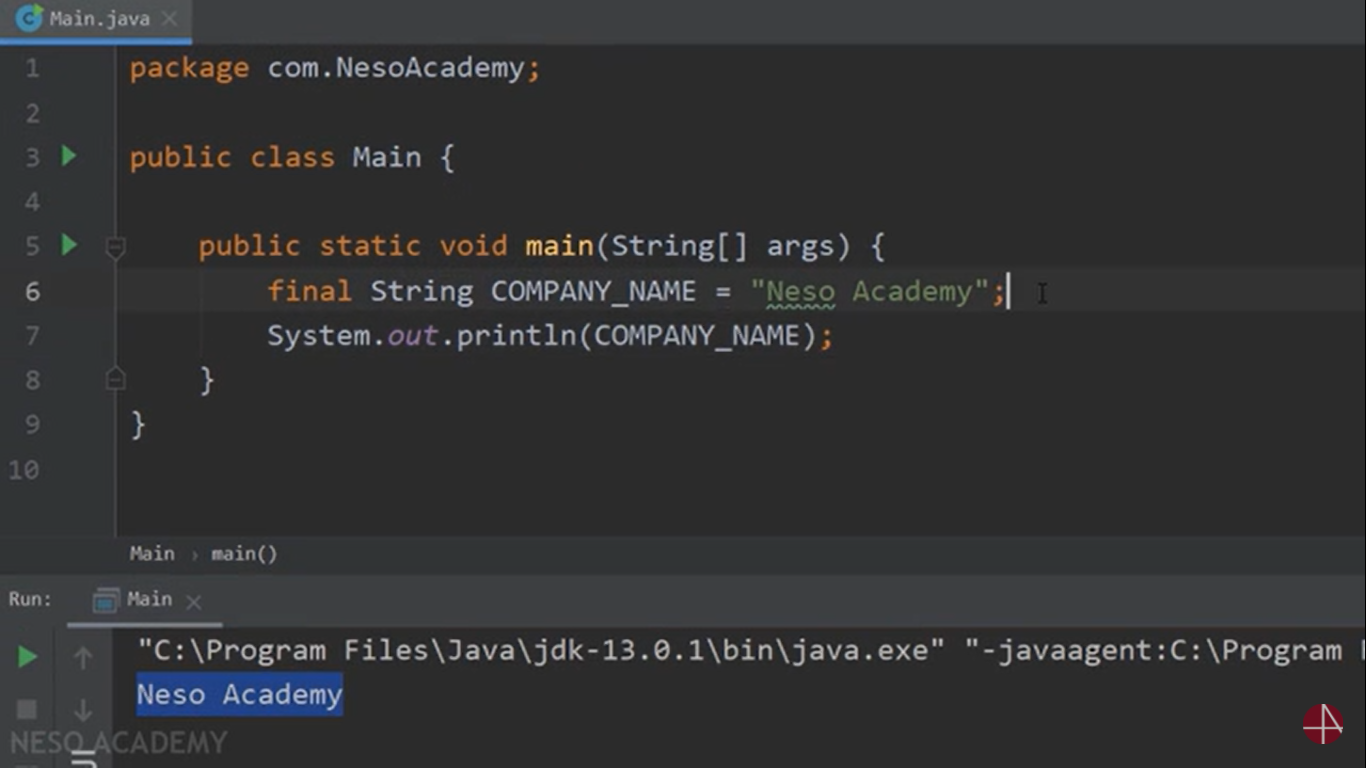 Main.java
1 package com.NesoAcademy;
2
3 public class Main {
4
5 public static void main(String[] args) {
6 final String COMPANY_NAME = "Neso Academy";
7 System.out.println(COMPANY_NAME);
8 }
9 }
10
Main › main()
Run: Main
"C:\Program Files\Java\jdk-13.0.1\bin\java.exe" "-javaagent:C:\Program
Neso Academy
NESO ACADEMY